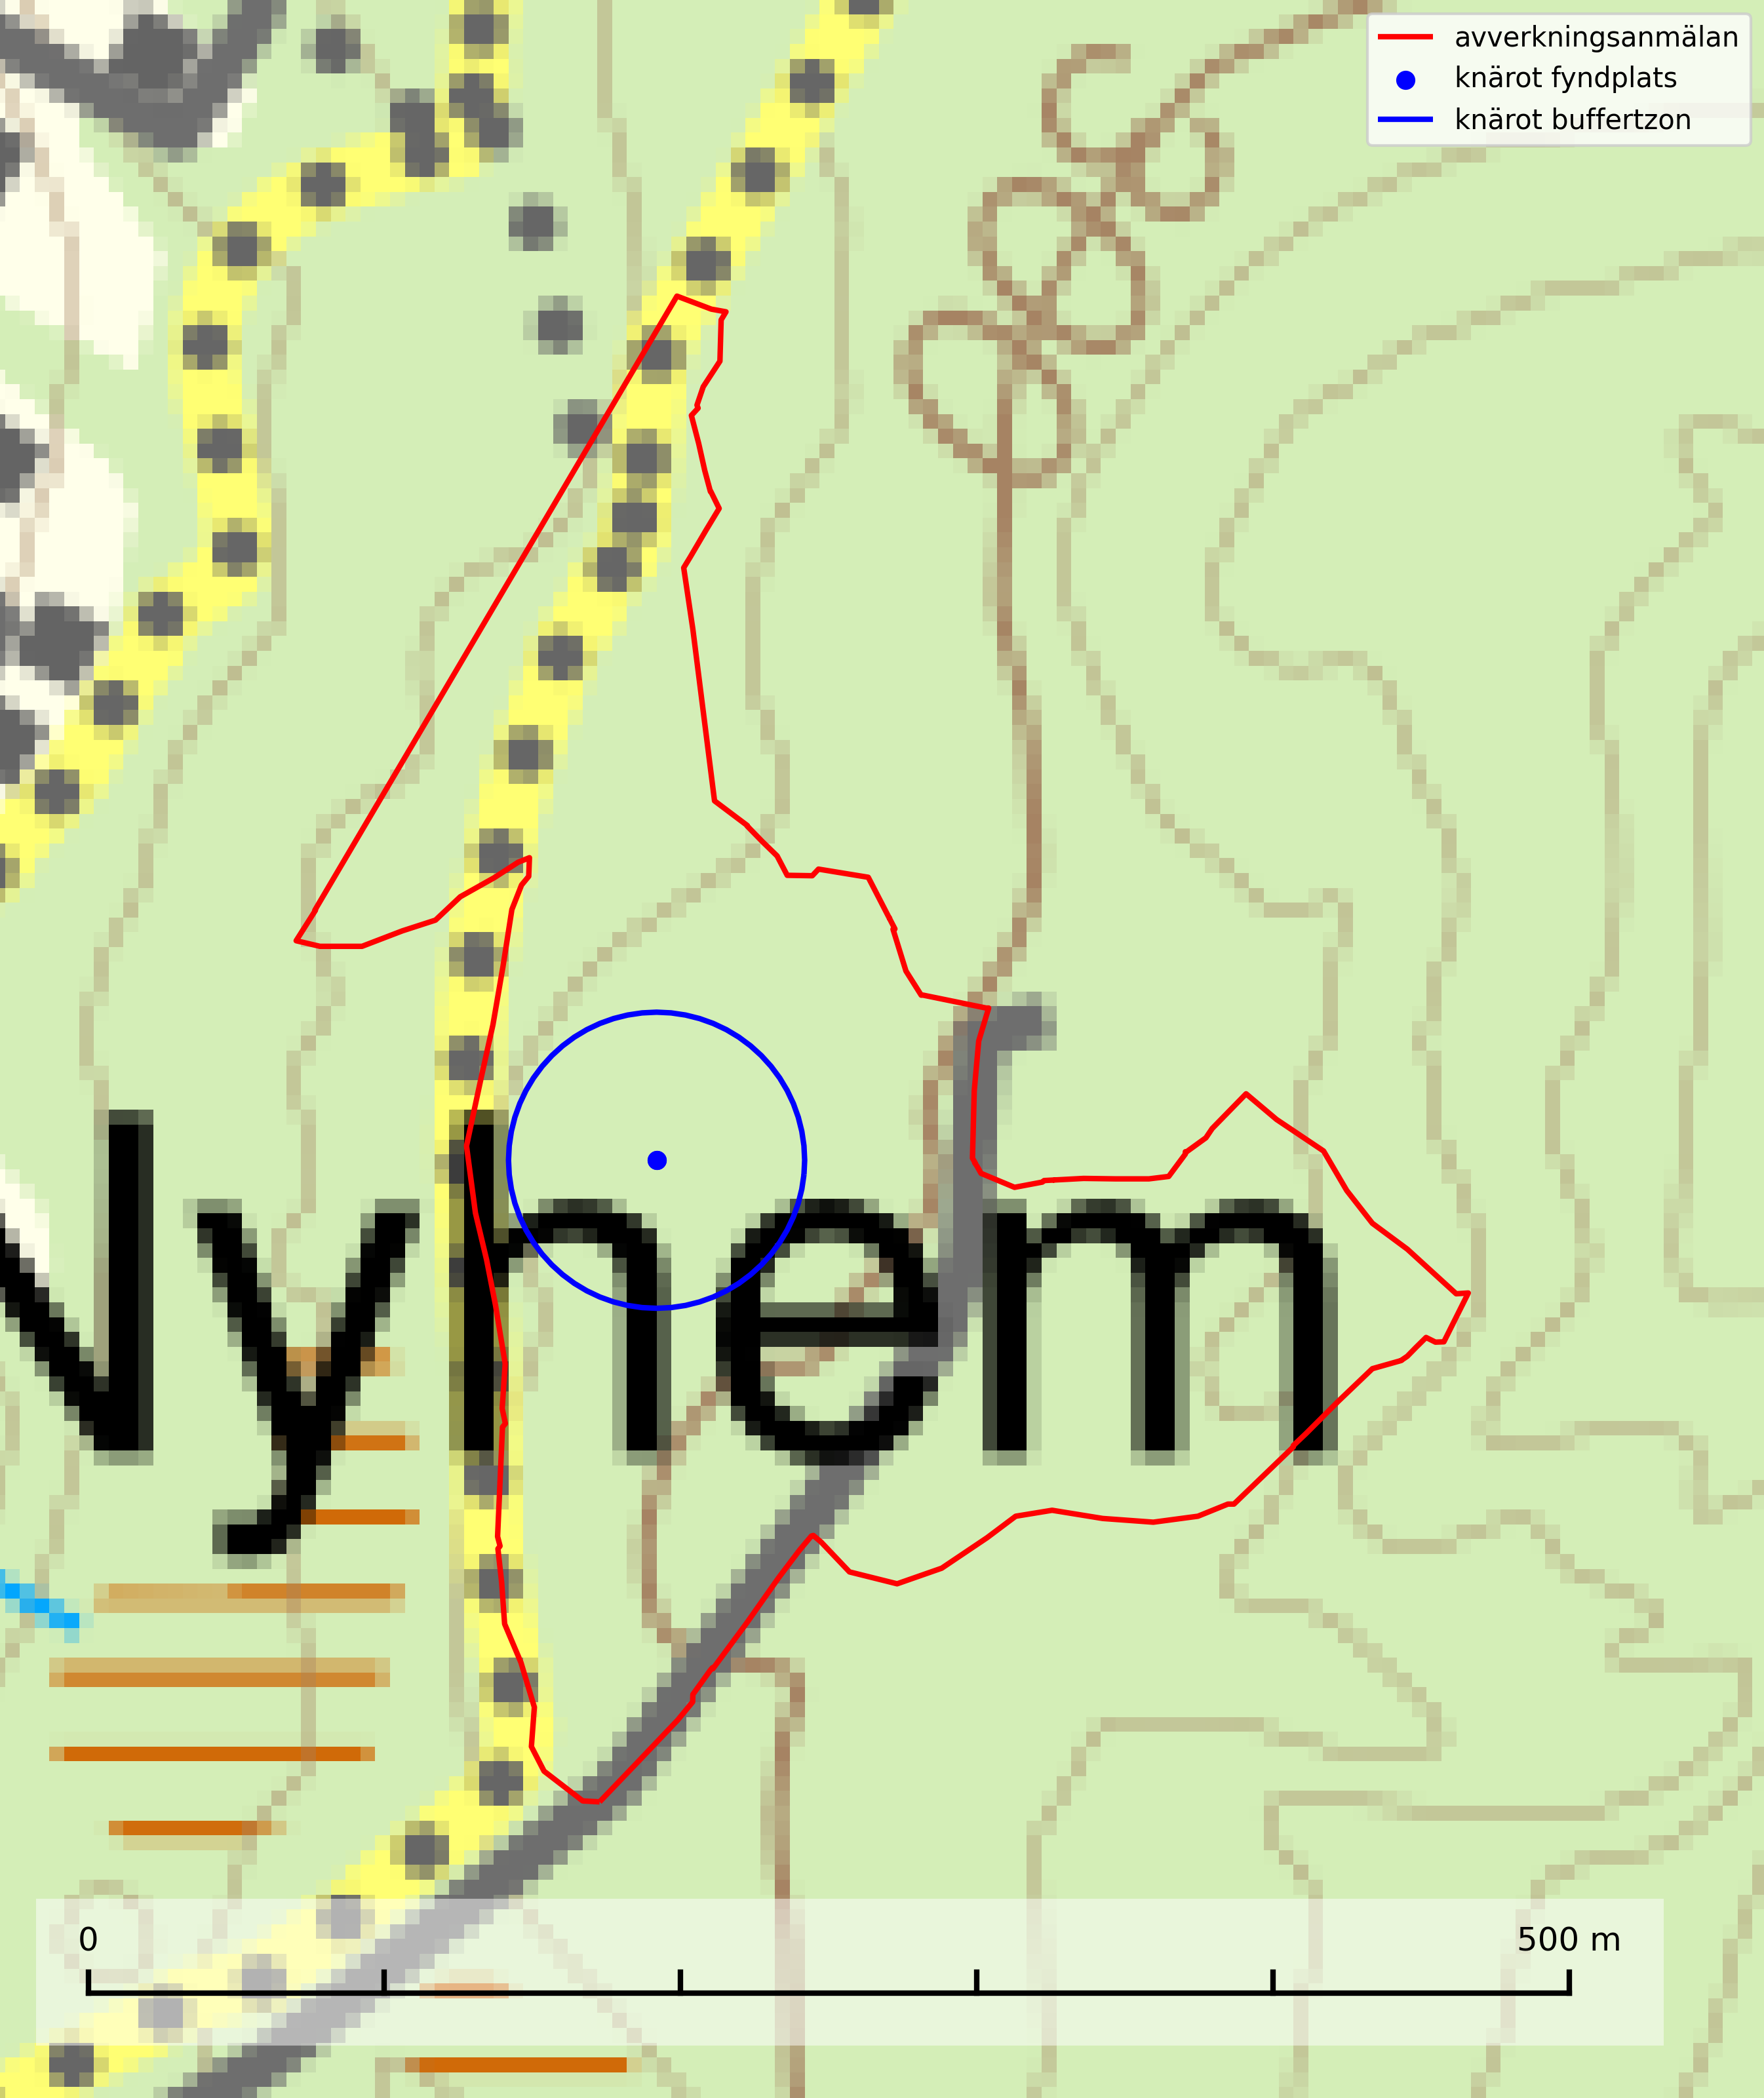 avverkningsanmälan
knärot fyndplats
knärot buffertzon
Nyhem
0 500 m